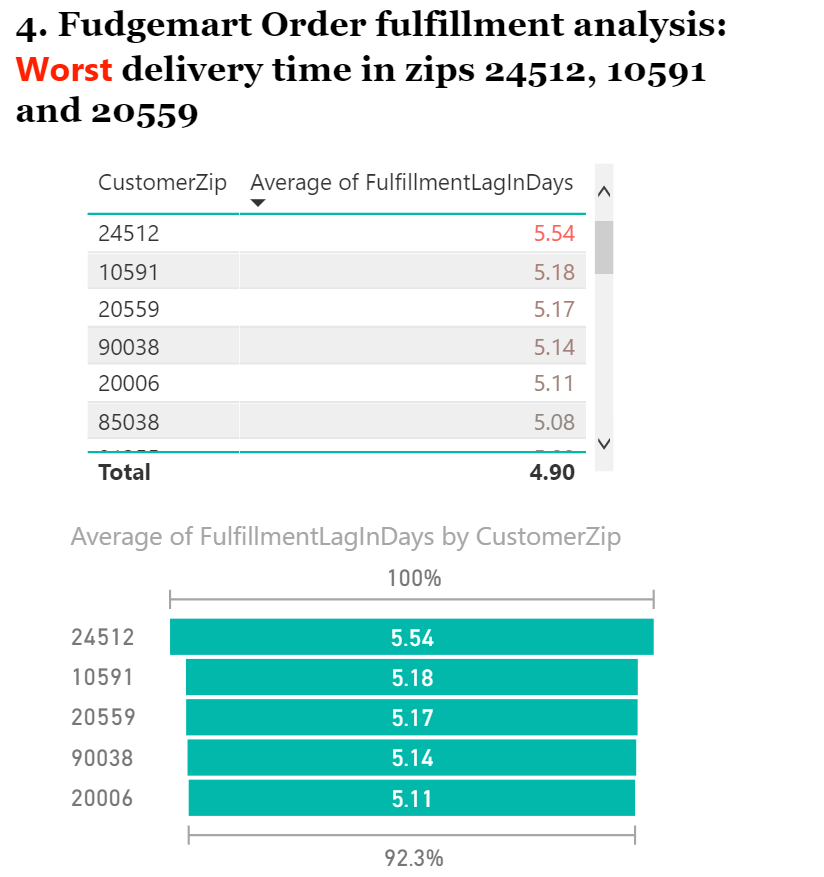 4. Fudgemart Order fulfillment analysis:
Worst delivery time in zips 24512, 10591
and 20559
CustomerZip Average of FulfillmentLagInDays
24512 5.54
10591 5.18
20559 5.17
90038 5.14
20006 5.11
85038 5.08
Total 4.90
Average of FulfillmentLagInDays by CustomerZip
100%
24512 5.54
10591 5.18
20559 5.17
90038 5.14
20006 5.11
92.3%